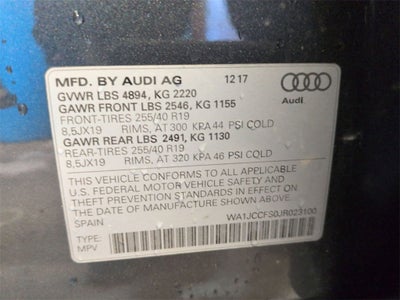 MFD. BY AUDI AG 12 17
GVWR LBS 4894, KG 2220
GAWR FRONT LBS 2546, KG 1155
Audi
FRONT-TIRES 255/40 R19
8,5JX19 RIMS, AT 300 KPA 44 PSI COLD
GAWR REAR LBS 2491, KG 1130
REAR-TIRES 255/40 R19
8,5JX19 RIMS, AT 320 KPA 46 PSI COLD
THIS VEHICLE CONFORMS TO ALL APPLICABLE
U.S. FEDERAL MOTOR VEHICLE SAFETY AND
THEFT PREVENTION STANDARDS IN EFFECT ON
THE DATE OF MANUFACTURE SHOWN ABOVE.
SPAIN WA1JCCFS0JR023100
TYPE:
MPV